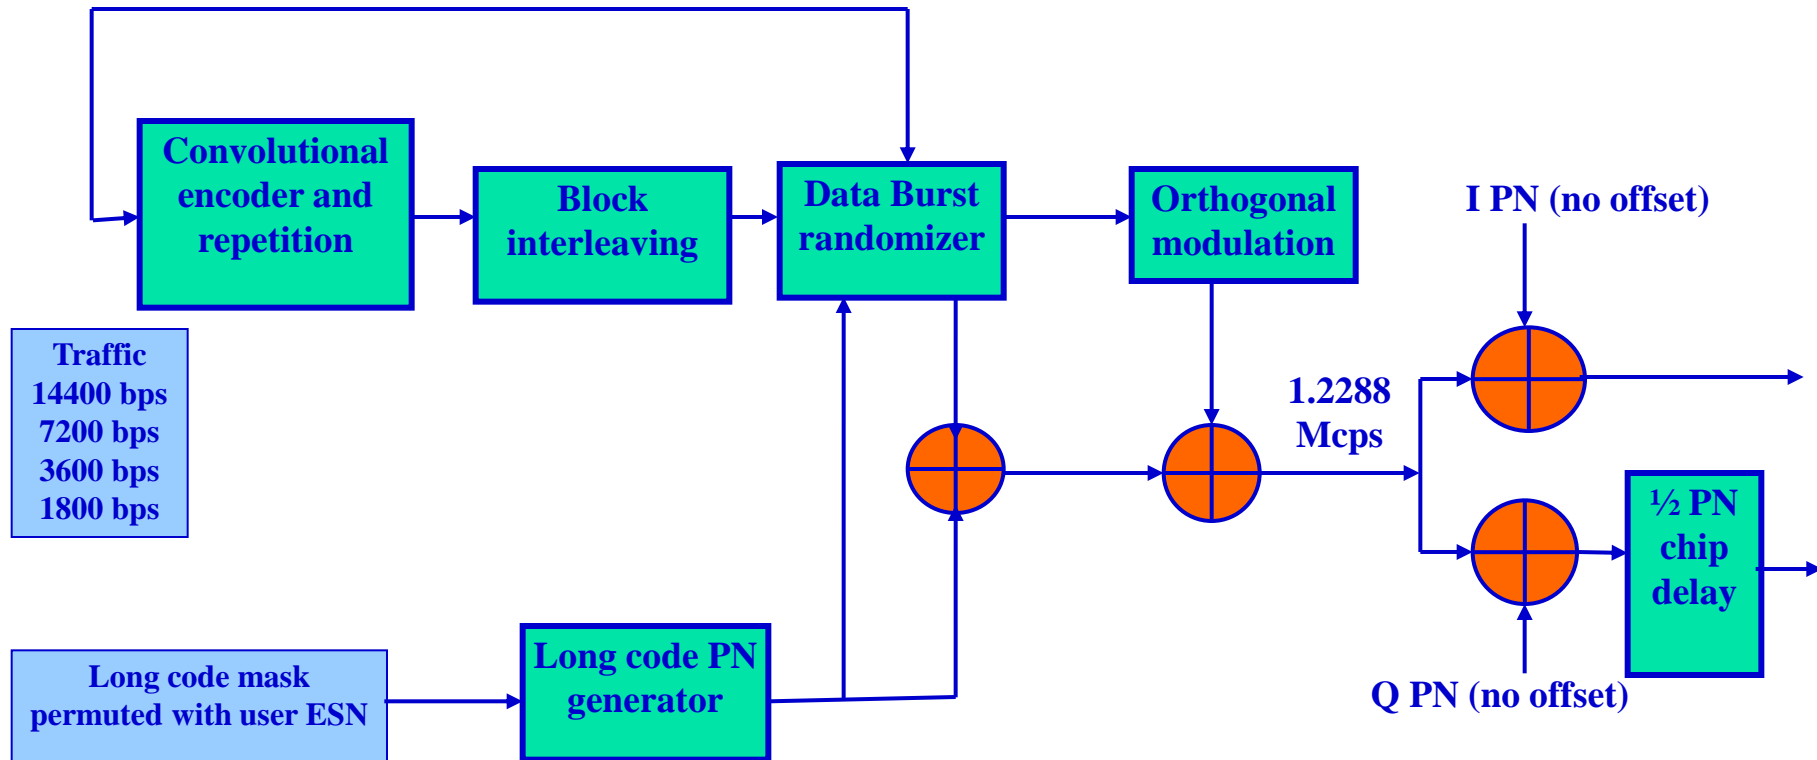 Convolutional
encoder and
repetition
Block
interleaving
Data Burst
randomizer
Orthogonal
modulation
I PN (no offset)
Traffic
14400 bps
7200 bps
3600 bps
1800 bps
1.2288
Mcps
½ PN
chip
delay
Long code mask
permuted with user ESN
Long code PN
generator
Q PN (no offset)